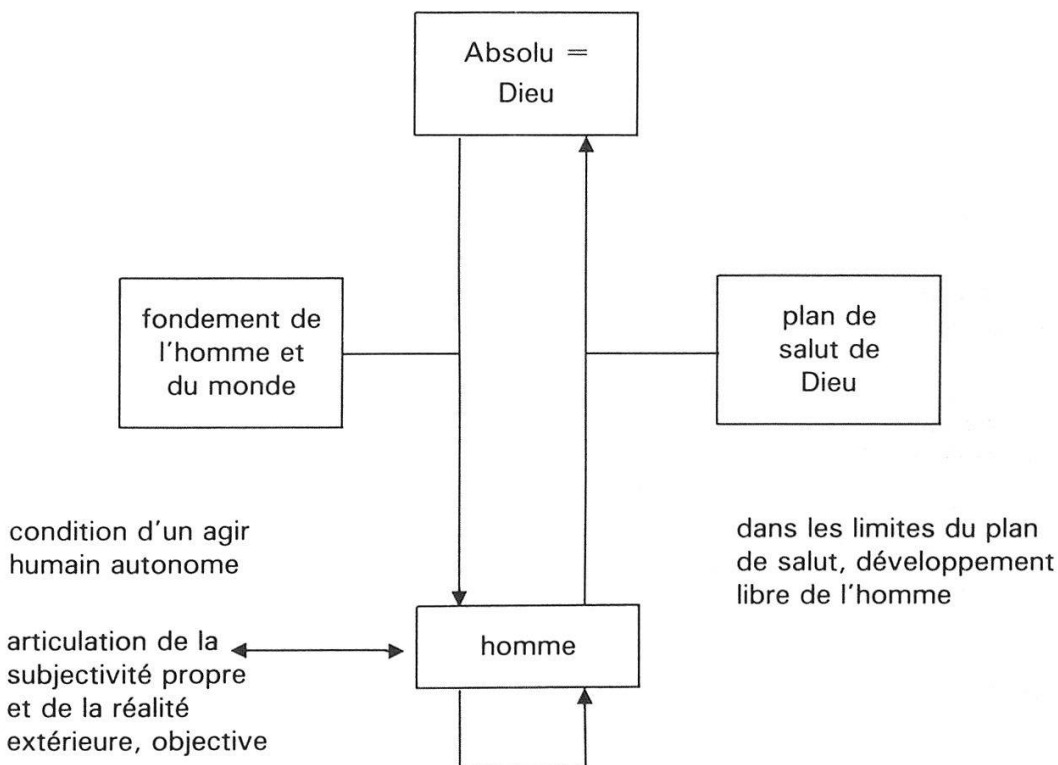 Absolu =
Dieu
fondement de
l'homme et
du monde
plan de
salut de
Dieu
condition d'un agir
humain autonome
dans les limites du plan
de salut, développement
libre de l'homme
articulation de la
subjectivité propre
et de la réalité
extérieure, objective
homme